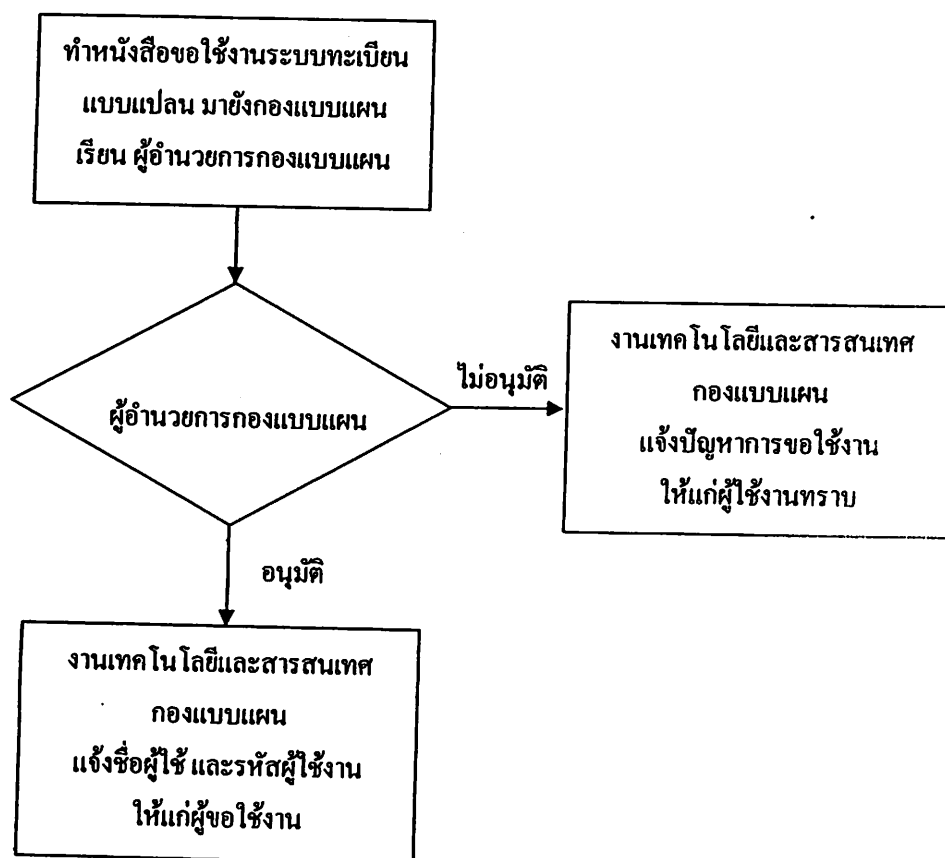 ทำหนังสือขอใช้งานระบบทะเบียน
แบบแปลน มายังกองแบบแผน
เรียน ผู้อำนวยการกองแบบแผน
ผู้อำนวยการกองแบบแผน
ไม่อนุมัติ
งานเทคโนโลยีและสารสนเทศ
กองแบบแผน
แจ้งปัญหาการขอใช้งาน
ให้แก่ผู้ใช้งานทราบ
อนุมัติ
งานเทคโนโลยีและสารสนเทศ
กองแบบแผน
แจ้งชื่อผู้ใช้ และรหัสผู้ใช้งาน
ให้แก่ผู้ขอใช้งาน